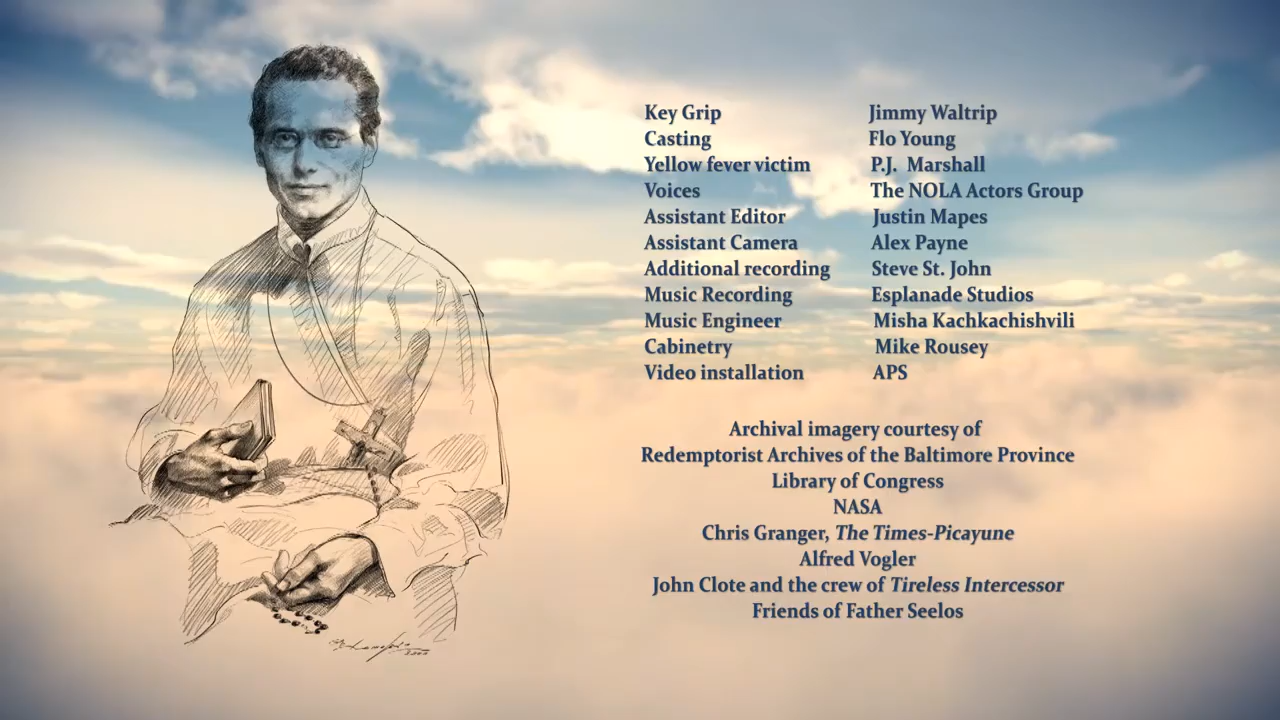 Key Grip Jimmy Waltrip
Casting Flo Young
Yellow fever victim P.J. Marshall
Voices The NOLA Actors Group
Assistant Editor Justin Mapes
Assistant Camera Alex Payne
Additional recording Steve St. John
Music Recording Esplanade Studios
Music Engineer Misha Kachkachishvili
Cabinetry Mike Rousey
Video installation APS
Archival imagery courtesy of
Redemptorist Archives of the Baltimore Province
Library of Congress
NASA
Chris Granger, The Times-Picayune
Alfred Vogler
John Clote and the crew of Tireless Intercessor
Friends of Father Seelos